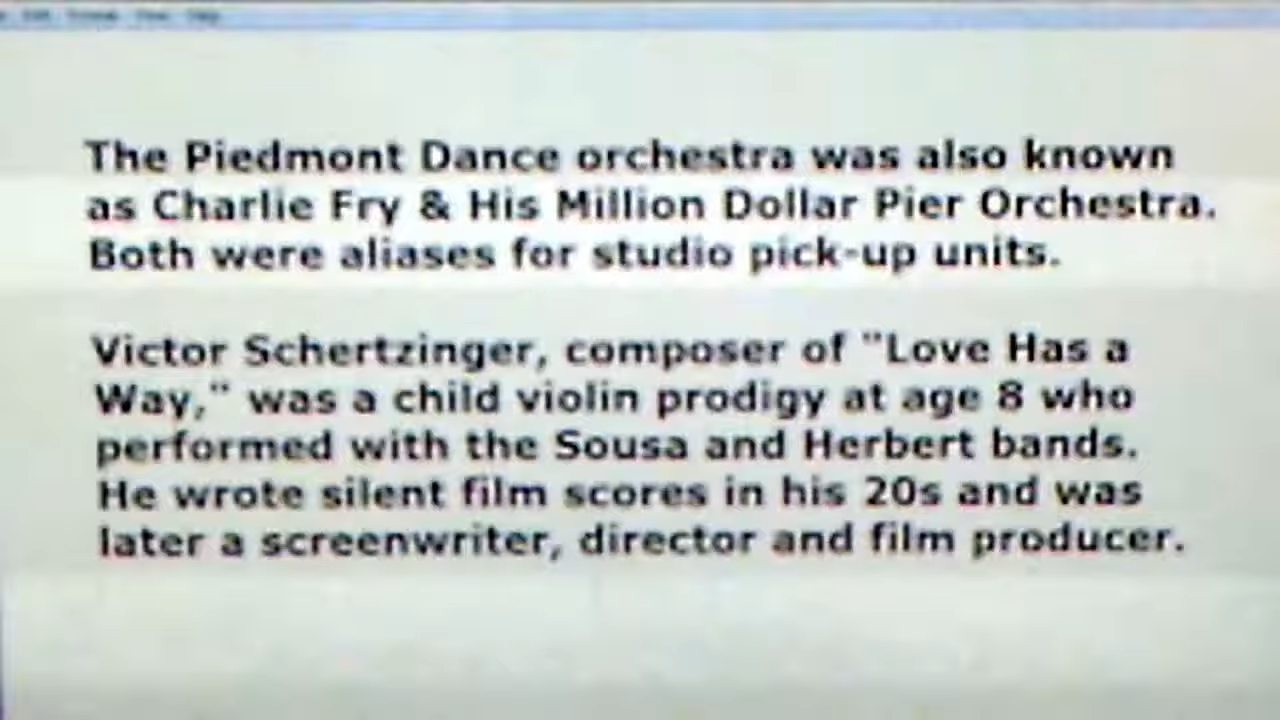 The Piedmont Dance orchestra was also known
as Charlie Fry & His Million Dollar Pier Orchestra.
Both were aliases for studio pick-up units.
Victor Schertzinger, composer of "Love Has a
Way," was a child violin prodigy at age 8 who
performed with the Sousa and Herbert bands.
He wrote silent film scores in his 20s and was
later a screenwriter, director and film producer.